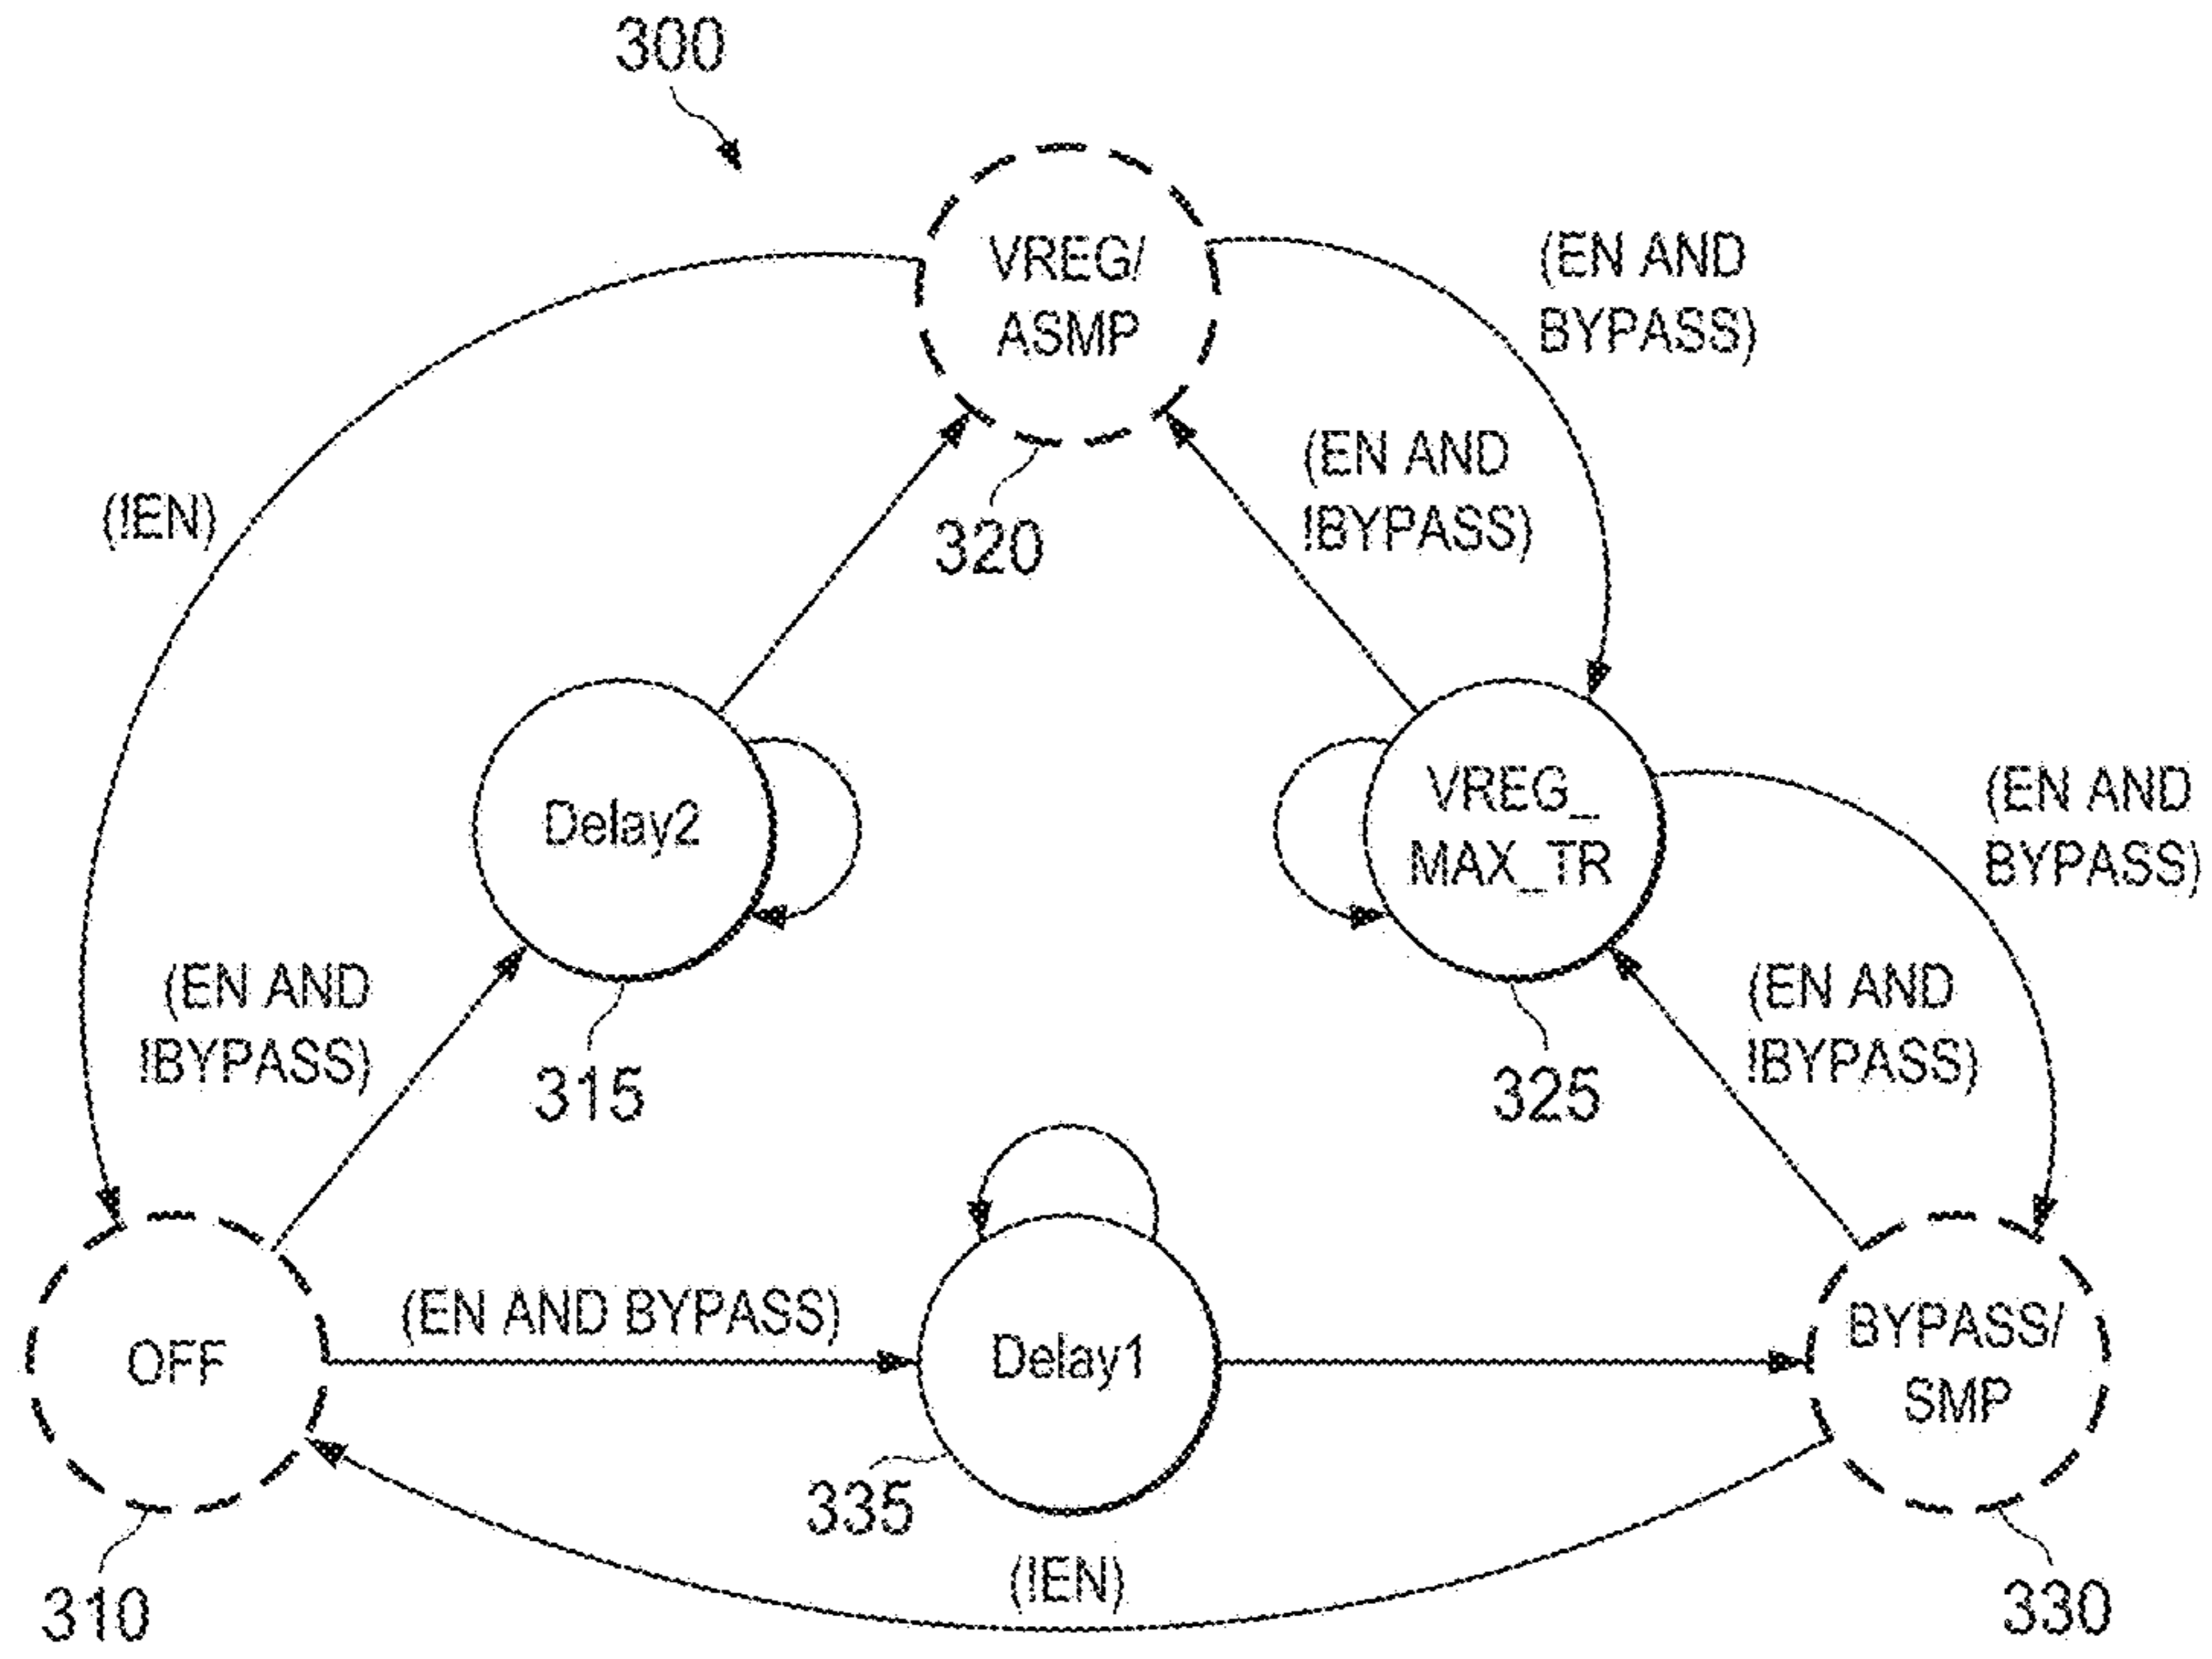 300
VREG/
ASMP
(EN AND
BYPASS)
(EN AND
!BYPASS)
320
(!EN)
Delay2
VREG_
MAX_TR
(EN AND
BYPASS)
(EN AND
!BYPASS)
315
325
(EN AND
!BYPASS)
OFF
(EN AND BYPASS)
Delay1
BYPASS/
SMP
335
(!EN)
310
330